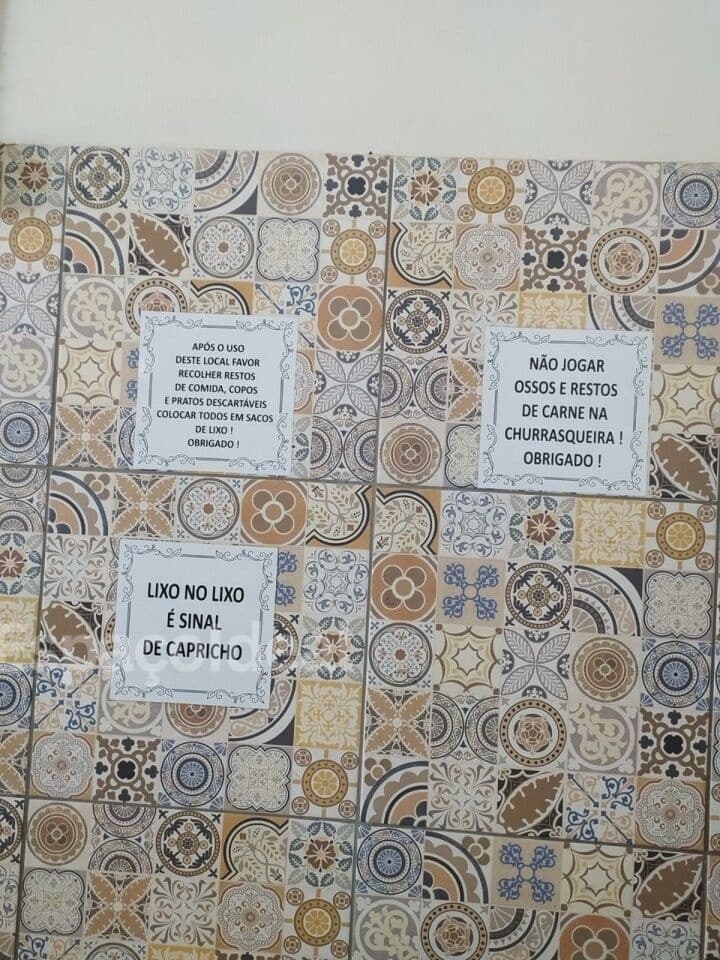 APÓS O USO
DESTE LOCAL FAVOR
RECOLHER RESTOS
DE COMIDA, COPOS
E PRATOS DESCARTÁVEIS
COLOCAR TODOS EM SACOS
DE LIXO !
OBRIGADO !
NÃO JOGAR
OSSOS E RESTOS
DE CARNE NA
CHURRASQUEIRA !
OBRIGADO !
LIXO NO LIXO
É SINAL
DE CAPRICHO